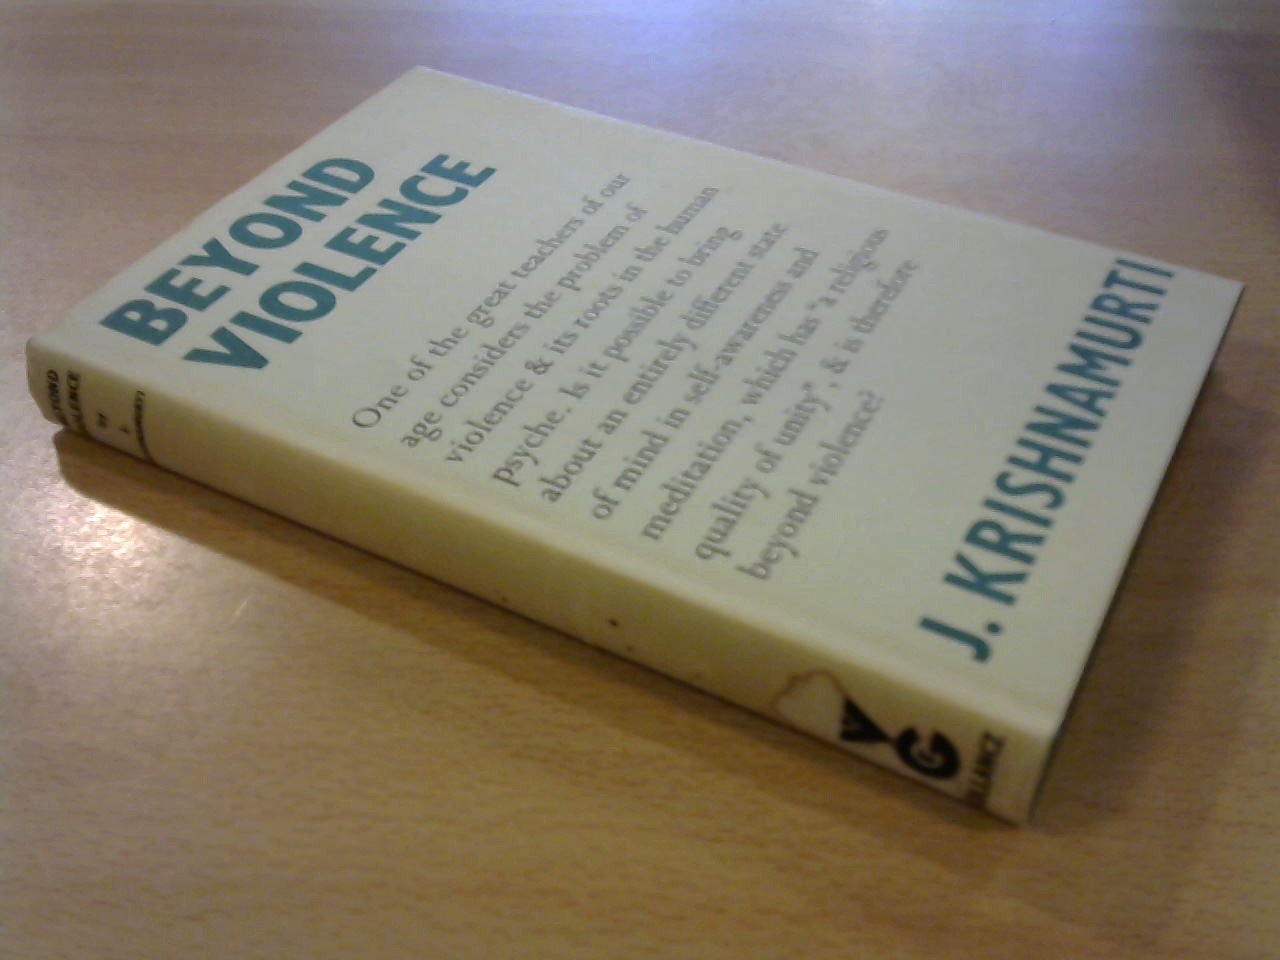 BEYOND
VIOLENCE
One of the great teachers of our
age considers the problem of
violence & its roots in the human
psyche. Is it possible to bring
about an entirely different state
of mind in self-awareness and
meditation, which has "a religious
quality of unity", & is therefore
beyond violence?
J. KRISHNAMURTI
BEYOND
VIOLENCE
by
J.
KRISHNAMURTI
VG
GOLLANCZ